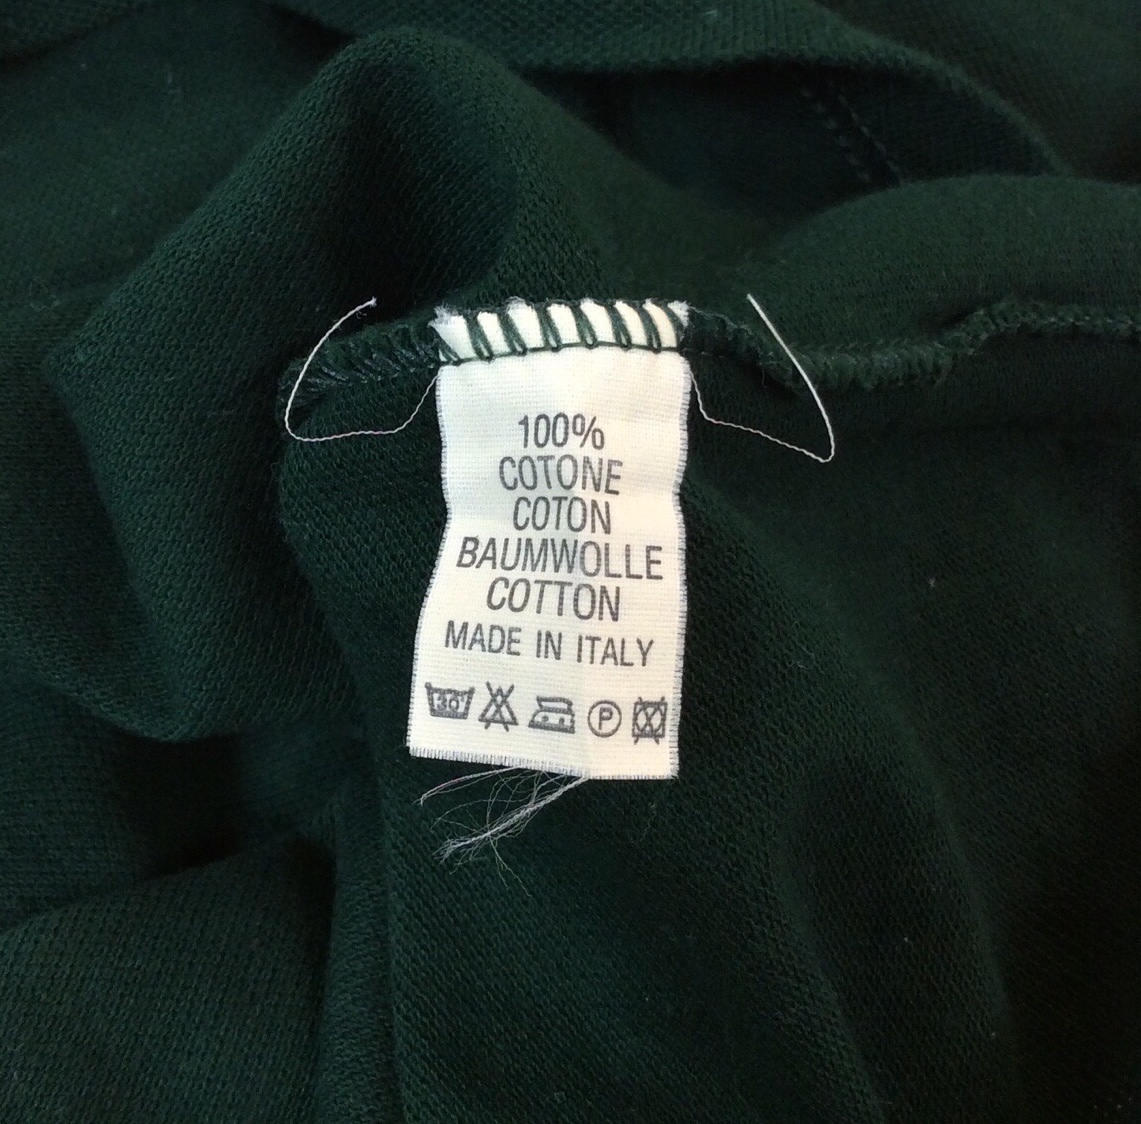 100%
COTONE
COTON
BAUMWOLLE
COTTON
MADE IN ITALY
30°
P